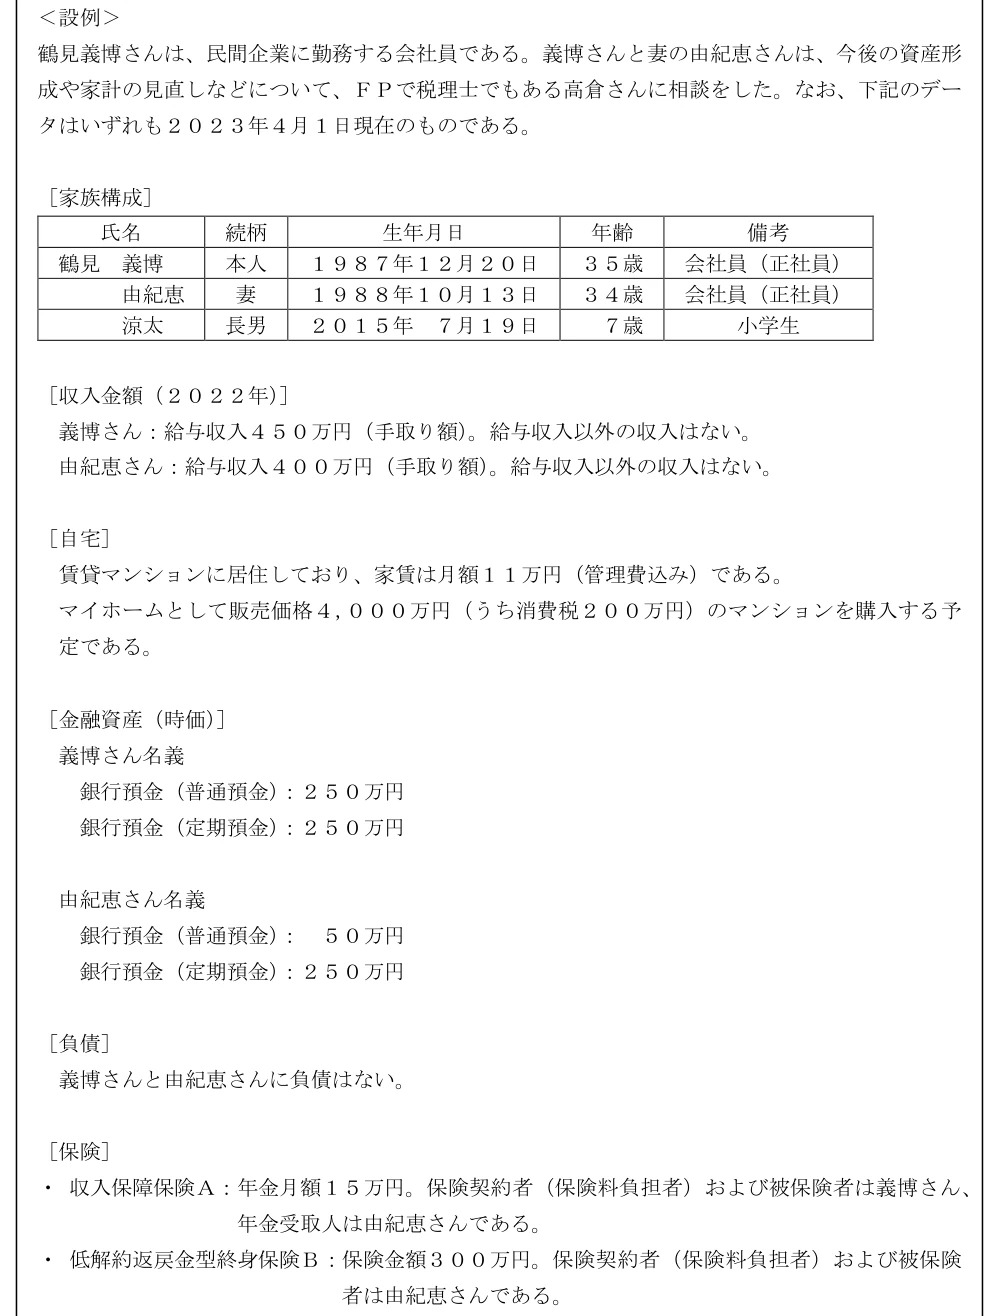 ＜設例＞
鶴見義博さんは、民間企業に勤務する会社員である。義博さんと妻の由紀恵さんは、今後の資産形
成や家計の見直しなどについて、ＦＰで税理士でもある高倉さんに相談をした。なお、下記のデー
タはいずれも２０２３年４月１日現在のものである。
［家族構成］
氏名 続柄 生年月日 年齢 備考
鶴見　義博 本人 １９８７年１２月２０日 ３５歳 会社員（正社員）
由紀恵 妻 １９８８年１０月１３日 ３４歳 会社員（正社員）
涼太 長男 ２０１５年　７月１９日 ７歳 小学生
［収入金額（２０２２年）］
義博さん：給与収入４５０万円（手取り額）。給与収入以外の収入はない。
由紀恵さん：給与収入４００万円（手取り額）。給与収入以外の収入はない。
［自宅］
賃貸マンションに居住しており、家賃は月額１１万円（管理費込み）である。
マイホームとして販売価格４，０００万円（うち消費税２００万円）のマンションを購入する予
定である。
［金融資産（時価）］
義博さん名義
銀行預金（普通預金）：２５０万円
銀行預金（定期預金）：２５０万円
由紀恵さん名義
銀行預金（普通預金）：　５０万円
銀行預金（定期預金）：２５０万円
［負債］
義博さんと由紀恵さんに負債はない。
［保険］
・ 収入保障保険Ａ：年金月額１５万円。保険契約者（保険料負担者）および被保険者は義博さん、
年金受取人は由紀恵さんである。
・ 低解約返戻金型終身保険Ｂ：保険金額３００万円。保険契約者（保険料負担者）および被保険
者は由紀恵さんである。